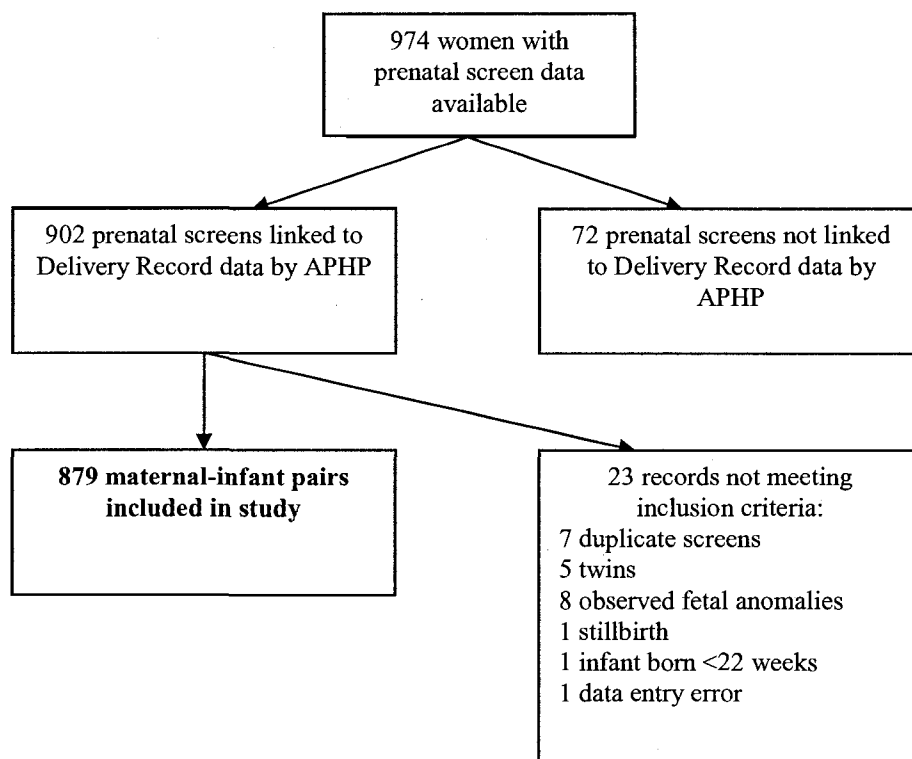 974 women with
prenatal screen data
available
902 prenatal screens linked to
Delivery Record data by APHP
72 prenatal screens not linked
to Delivery Record data by
APHP
879 maternal-infant pairs
included in study
23 records not meeting
inclusion criteria:
7 duplicate screens
5 twins
8 observed fetal anomalies
1 stillbirth
1 infant born <22 weeks
1 data entry error